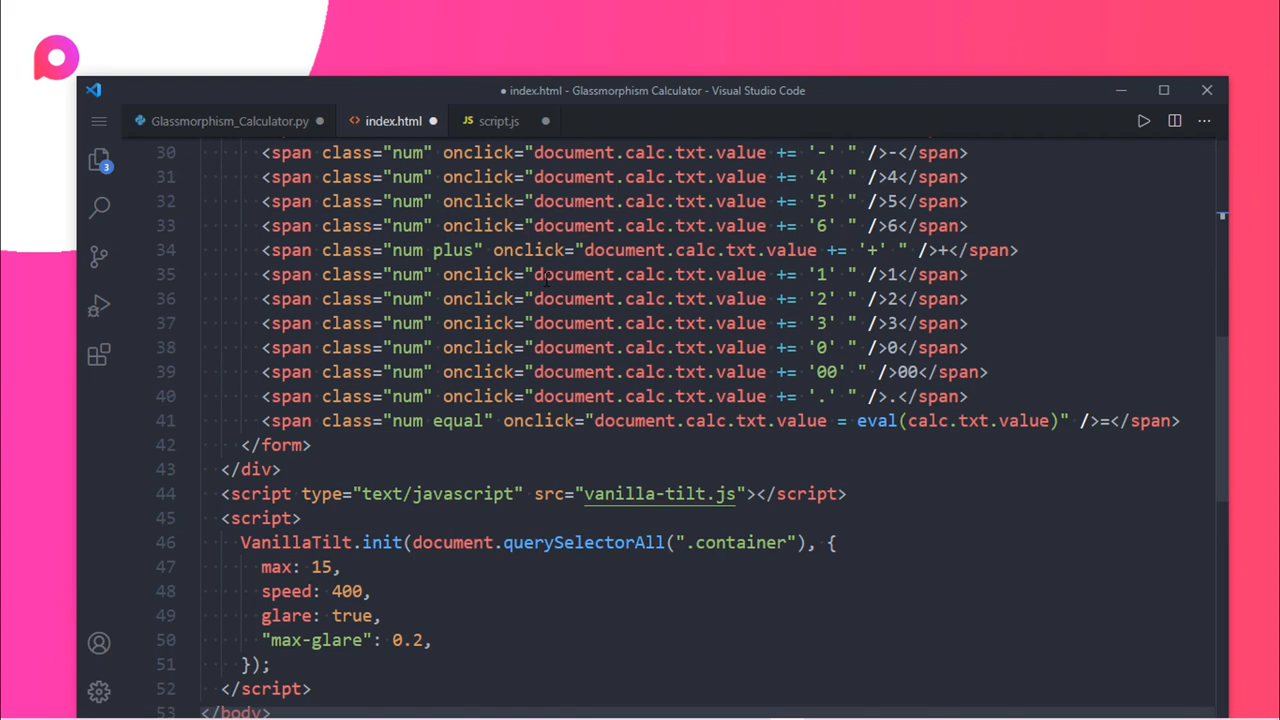 ● index.html - Glassmorphism Calculator - Visual Studio Code
Glassmorphism_Calculator.py ● <> index.html ● JS script.js ●
3
30 <span class="num" onclick="document.calc.txt.value += '-' " />-</span>
31 <span class="num" onclick="document.calc.txt.value += '4' " />4</span>
32 <span class="num" onclick="document.calc.txt.value += '5' " />5</span>
33 <span class="num" onclick="document.calc.txt.value += '6' " />6</span>
34 <span class="num plus" onclick="document.calc.txt.value += '+' " />+</span>
35 <span class="num" onclick="document.calc.txt.value += '1' " />1</span>
36 <span class="num" onclick="document.calc.txt.value += '2' " />2</span>
37 <span class="num" onclick="document.calc.txt.value += '3' " />3</span>
38 <span class="num" onclick="document.calc.txt.value += '0' " />0</span>
39 <span class="num" onclick="document.calc.txt.value += '00' " />00</span>
40 <span class="num" onclick="document.calc.txt.value += '.' " />.</span>
41 <span class="num equal" onclick="document.calc.txt.value = eval(calc.txt.value)" />=</span>
42 </form>
43 </div>
44 <script type="text/javascript" src="vanilla-tilt.js"></script>
45 <script>
46 VanillaTilt.init(document.querySelectorAll(".container"), {
47 max: 15,
48 speed: 400,
49 glare: true,
50 "max-glare": 0.2,
51 });
52 </script>
53 </body>